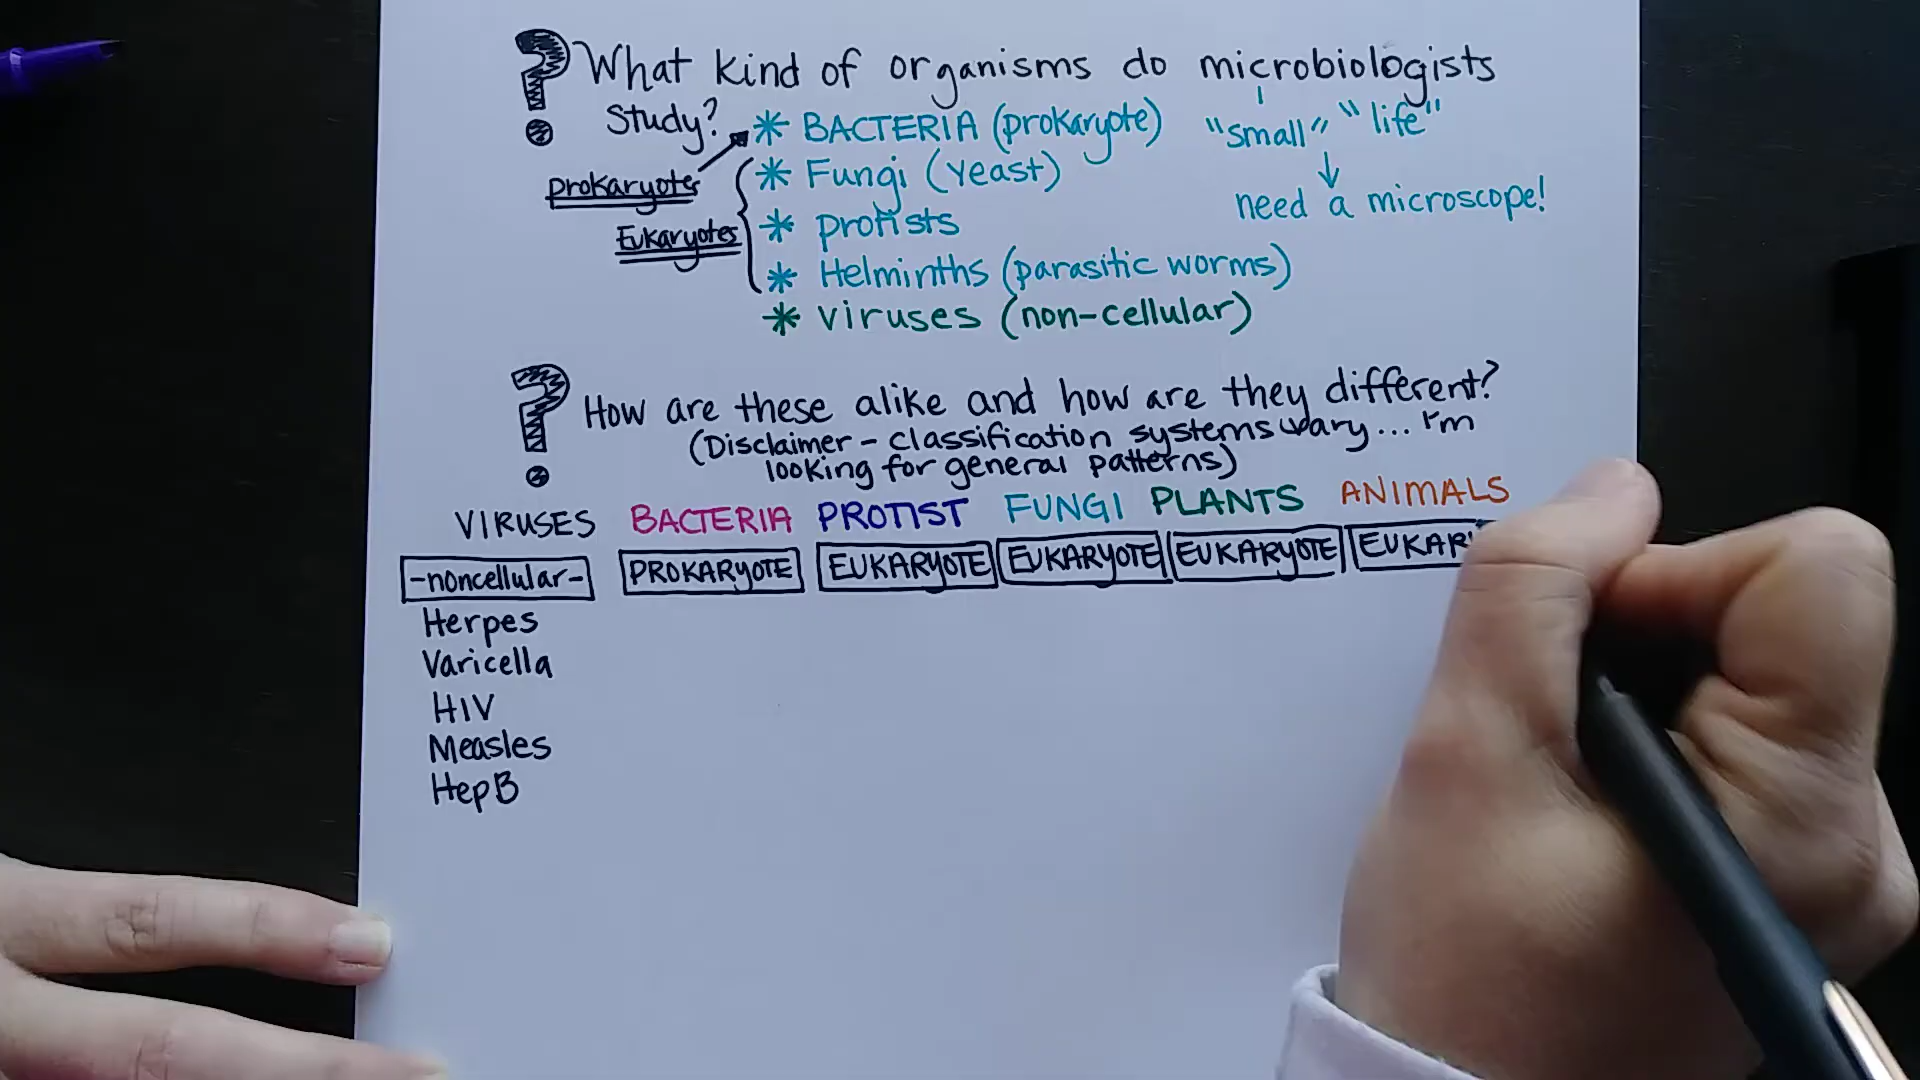 What kind of organisms do microbiologists
Study? * BACTERIA (prokaryote) "small" "life"
Prokaryotes * Fungi (Yeast) need a microscope!
Eukaryotes * protists
* Helminths (parasitic worms)
* viruses (non-cellular)
How are these alike and how are they different?
(Disclaimer - classification systems vary... I'm
looking for general patterns)
VIRUSES BACTERIA PROTIST FUNGI PLANTS ANIMALS
-noncellular- PROKARYOTE EUKARYOTE EUKARYOTE EUKARYOTE EUKAR
Herpes
Varicella
HIV
Measles
HepB